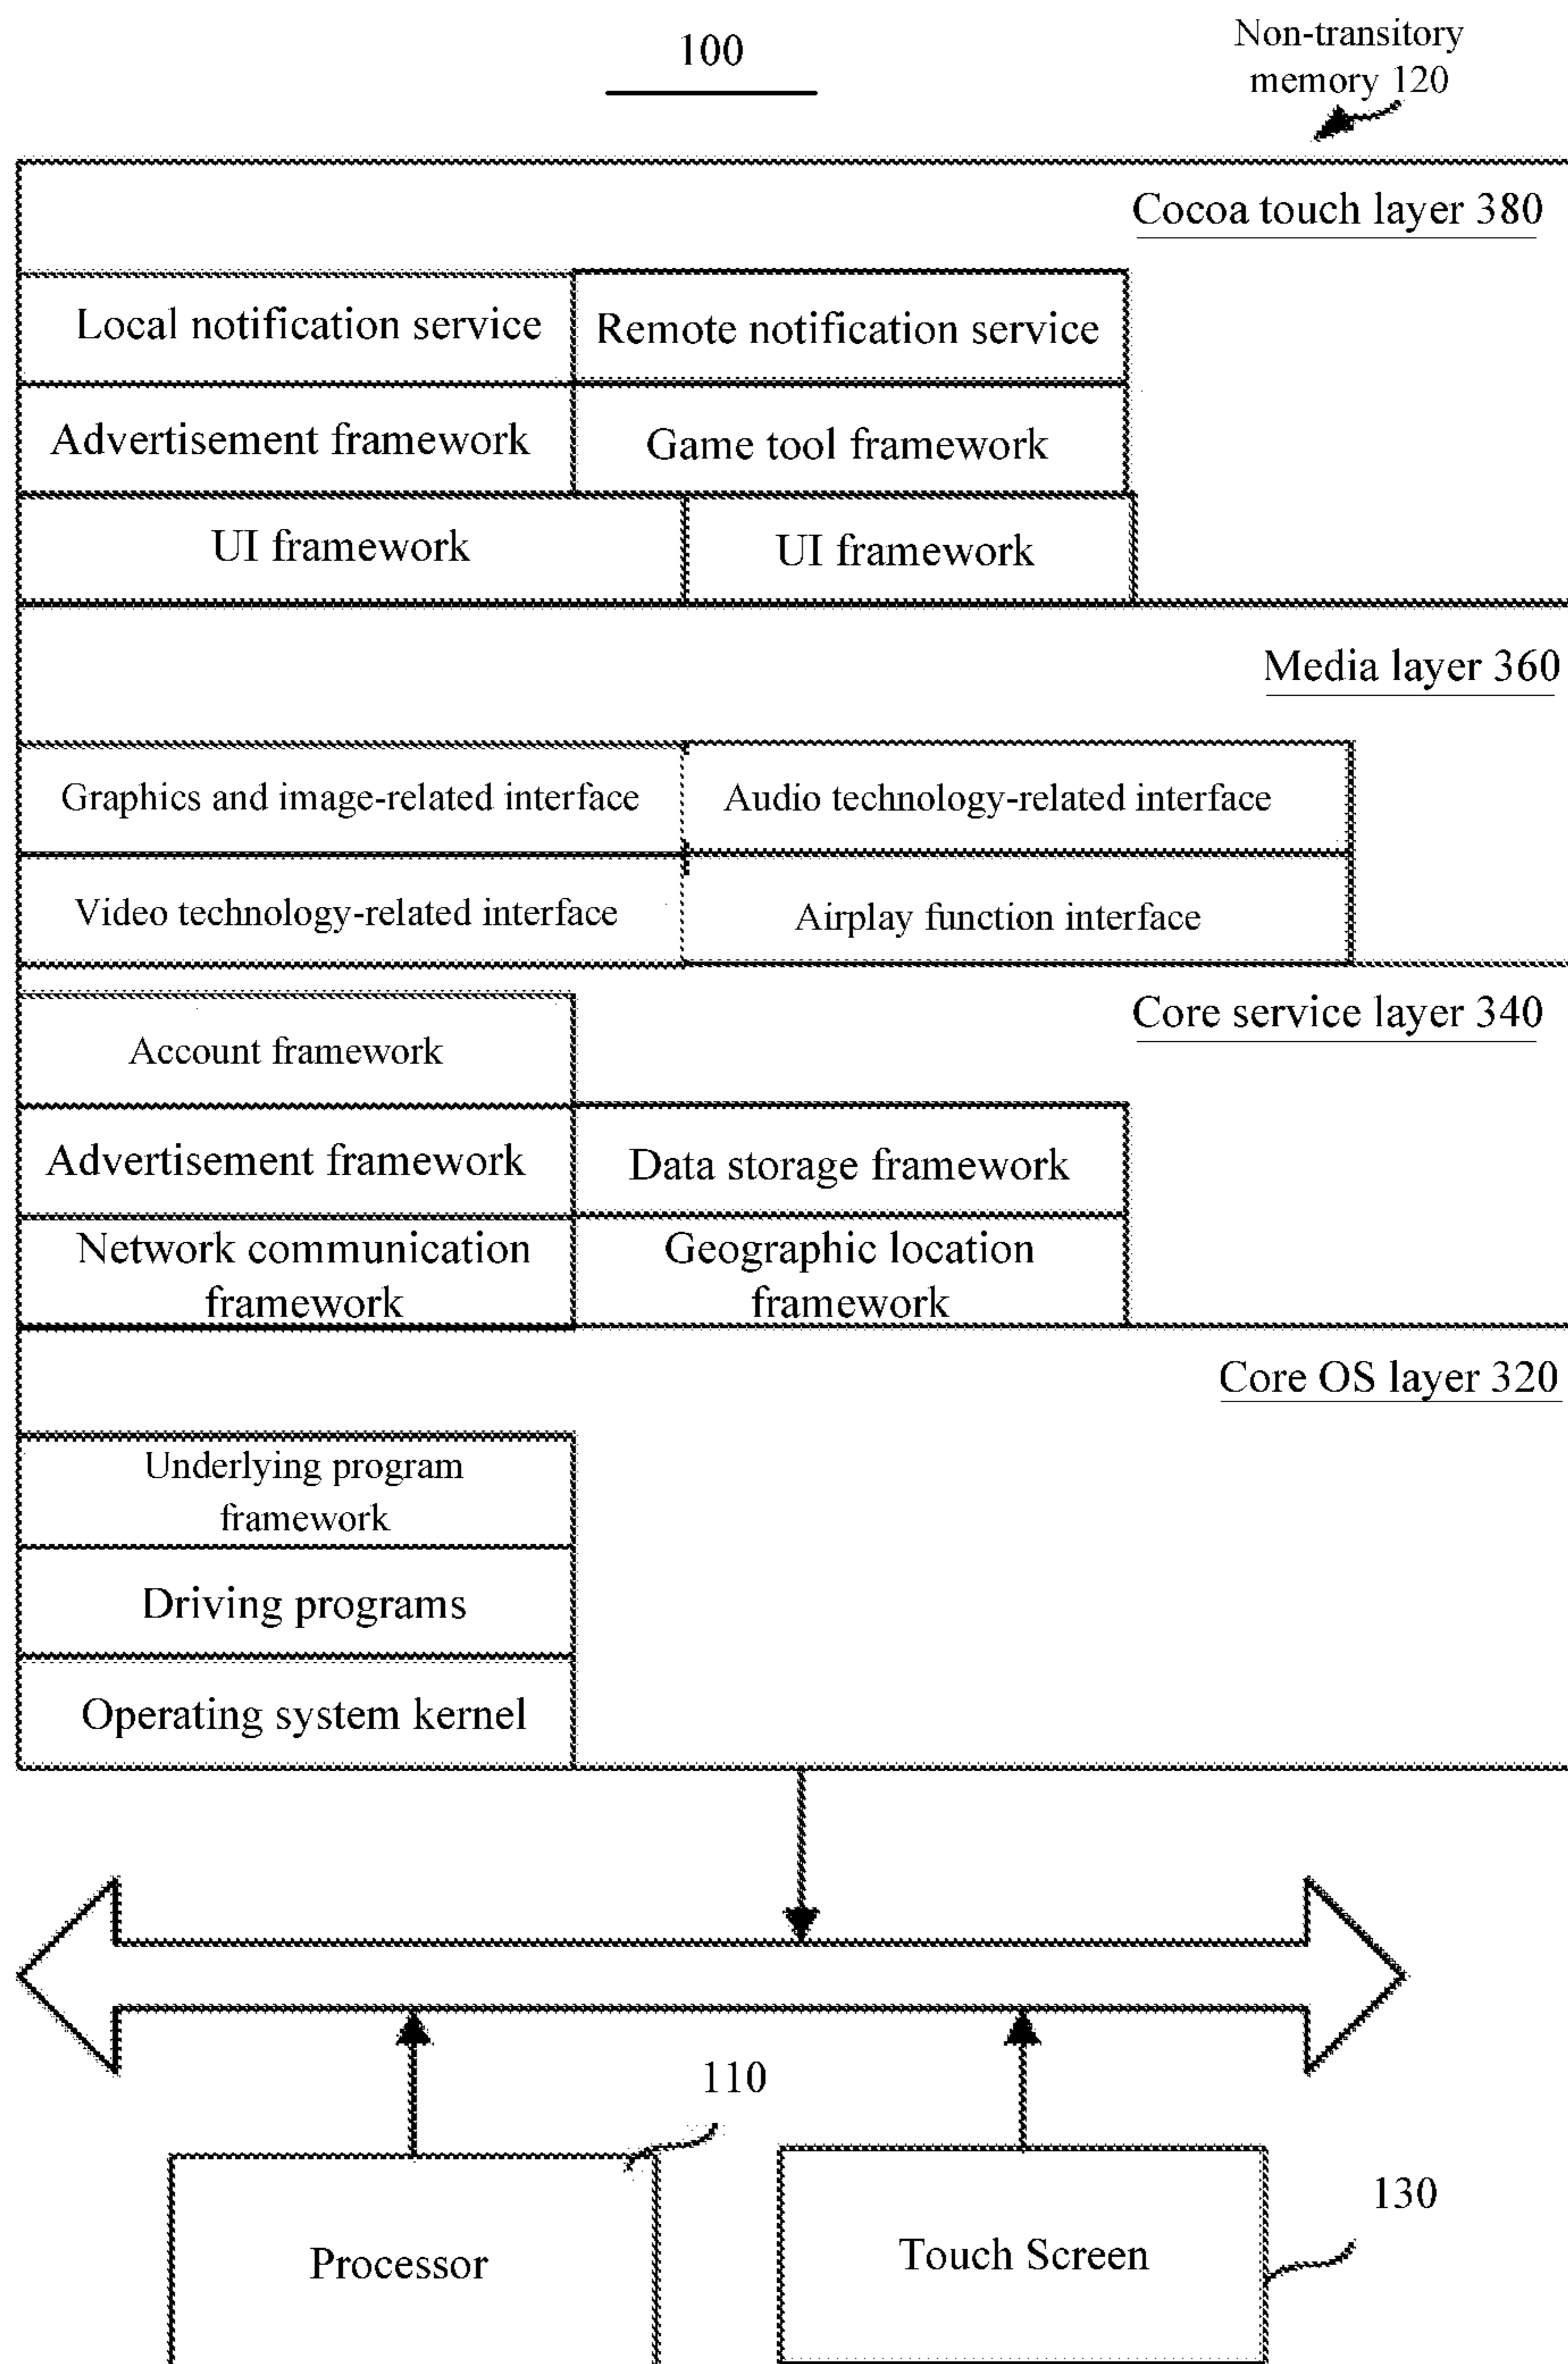 100
Non-transitory
memory 120
Cocoa touch layer 380
Local notification service
Remote notification service
Advertisement framework
Game tool framework
UI framework
UI framework
Media layer 360
Graphics and image-related interface
Audio technology-related interface
Video technology-related interface
Airplay function interface
Core service layer 340
Account framework
Advertisement framework
Data storage framework
Network communication
framework
Geographic location
framework
Core OS layer 320
Underlying program
framework
Driving programs
Operating system kernel
110
130
Processor
Touch Screen